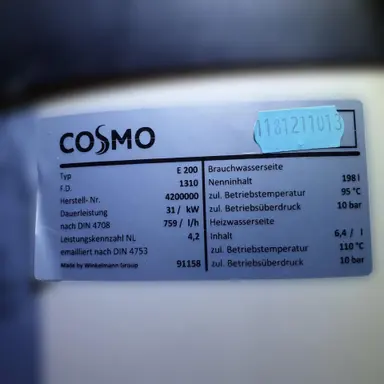 1181211013
COSMO
Typ E 200
F.D. 1310
Herstell- Nr. 4200000
Dauerleistung 31/ kW
nach DIN 4708 759 / l/h
Leistungskennzahl NL 4,2
emailliert nach DIN 4753
Made by Winkelmann Group 91158
Brauchwasserseite
Nenninhalt 198 l
zul. Betriebstemperatur 95 °C
zul. Betriebsüberdruck 10 bar
Heizwasserseite
Inhalt 6,4 / l
zul. Betriebstemperatur 110 °C
zul. Betriebsüberdruck 10 bar